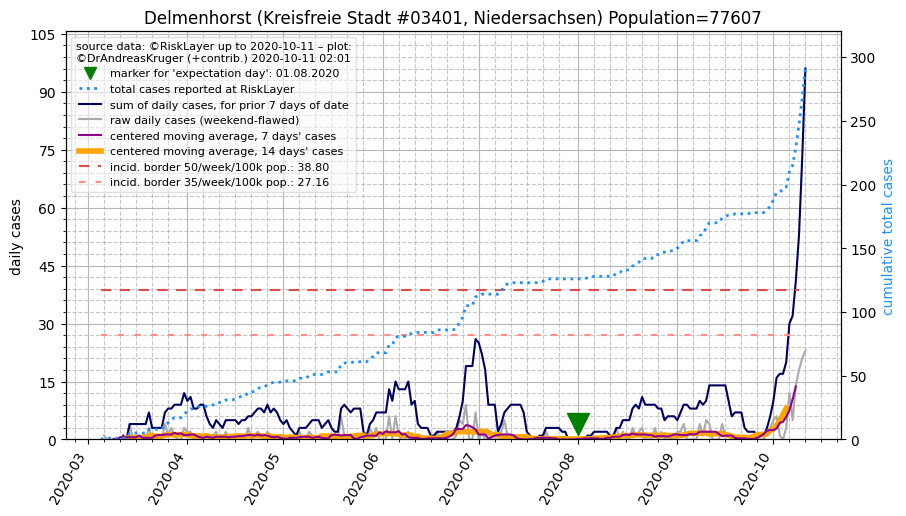 Delmenhorst (Kreisfreie Stadt #03401, Niedersachsen) Population=77607
source data: ©RiskLayer up to 2020-10-11 – plot:
©DrAndreasKruger (+contrib.) 2020-10-11 02:01
marker for 'expectation day': 01.08.2020
total cases reported at RiskLayer
sum of daily cases, for prior 7 days of date
raw daily cases (weekend-flawed)
centered moving average, 7 days' cases
centered moving average, 14 days' cases
incid. border 50/week/100k pop.: 38.80
incid. border 35/week/100k pop.: 27.16
daily cases
105
90
75
60
45
30
15
0
cumulative total cases
300
250
200
150
100
50
0
2020-03
2020-04
2020-05
2020-06
2020-07
2020-08
2020-09
2020-10